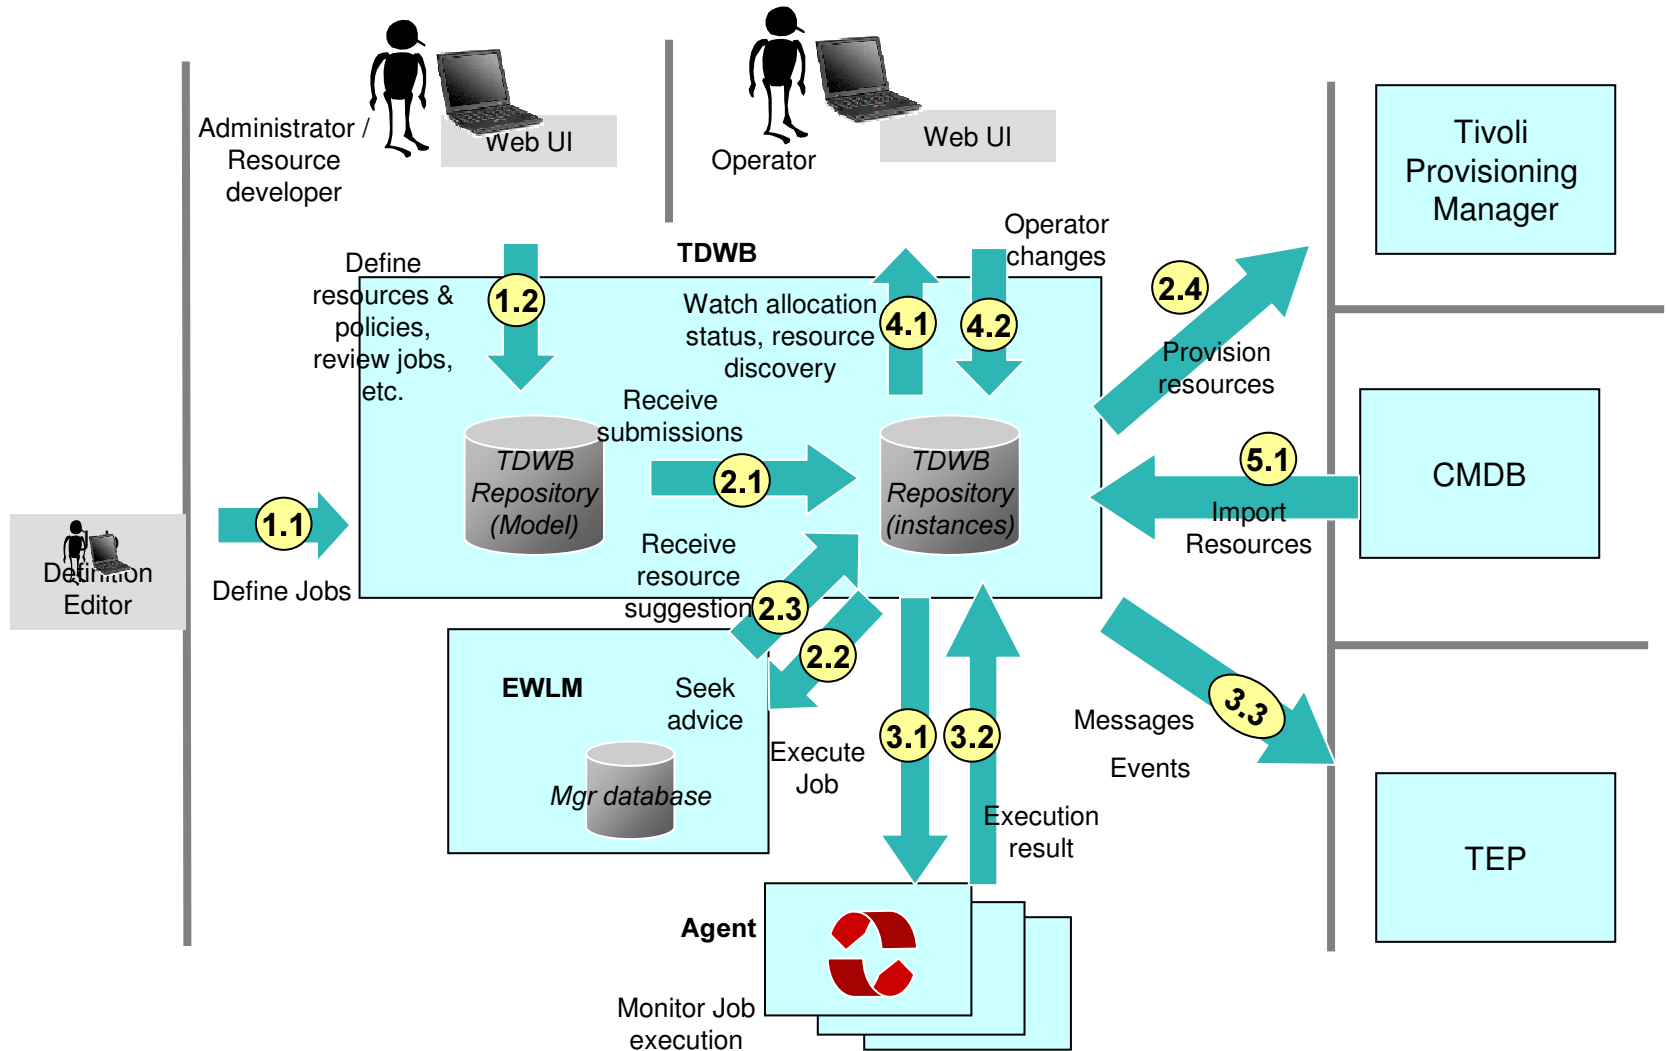 Administrator /
Resource
developer
Web UI
Operator
Web UI
Tivoli
Provisioning
Manager
TDWB
Define
resources &
policies,
review jobs,
etc.
1.2
Watch allocation
status, resource
discovery
4.1
4.2
Operator
changes
2.4
Provision
resources
Receive
submissions
2.1
TDWB
Repository
(Model)
TDWB
Repository
(instances)
5.1
Import
Resources
CMDB
1.1
Define Jobs
Definition
Editor
Receive
resource
suggestion
2.3
2.2
EWLM
Seek
advice
Mgr database
Execute
Job
3.1
3.2
Execution
result
Messages
Events
3.3
TEP
Agent
Monitor Job
execution